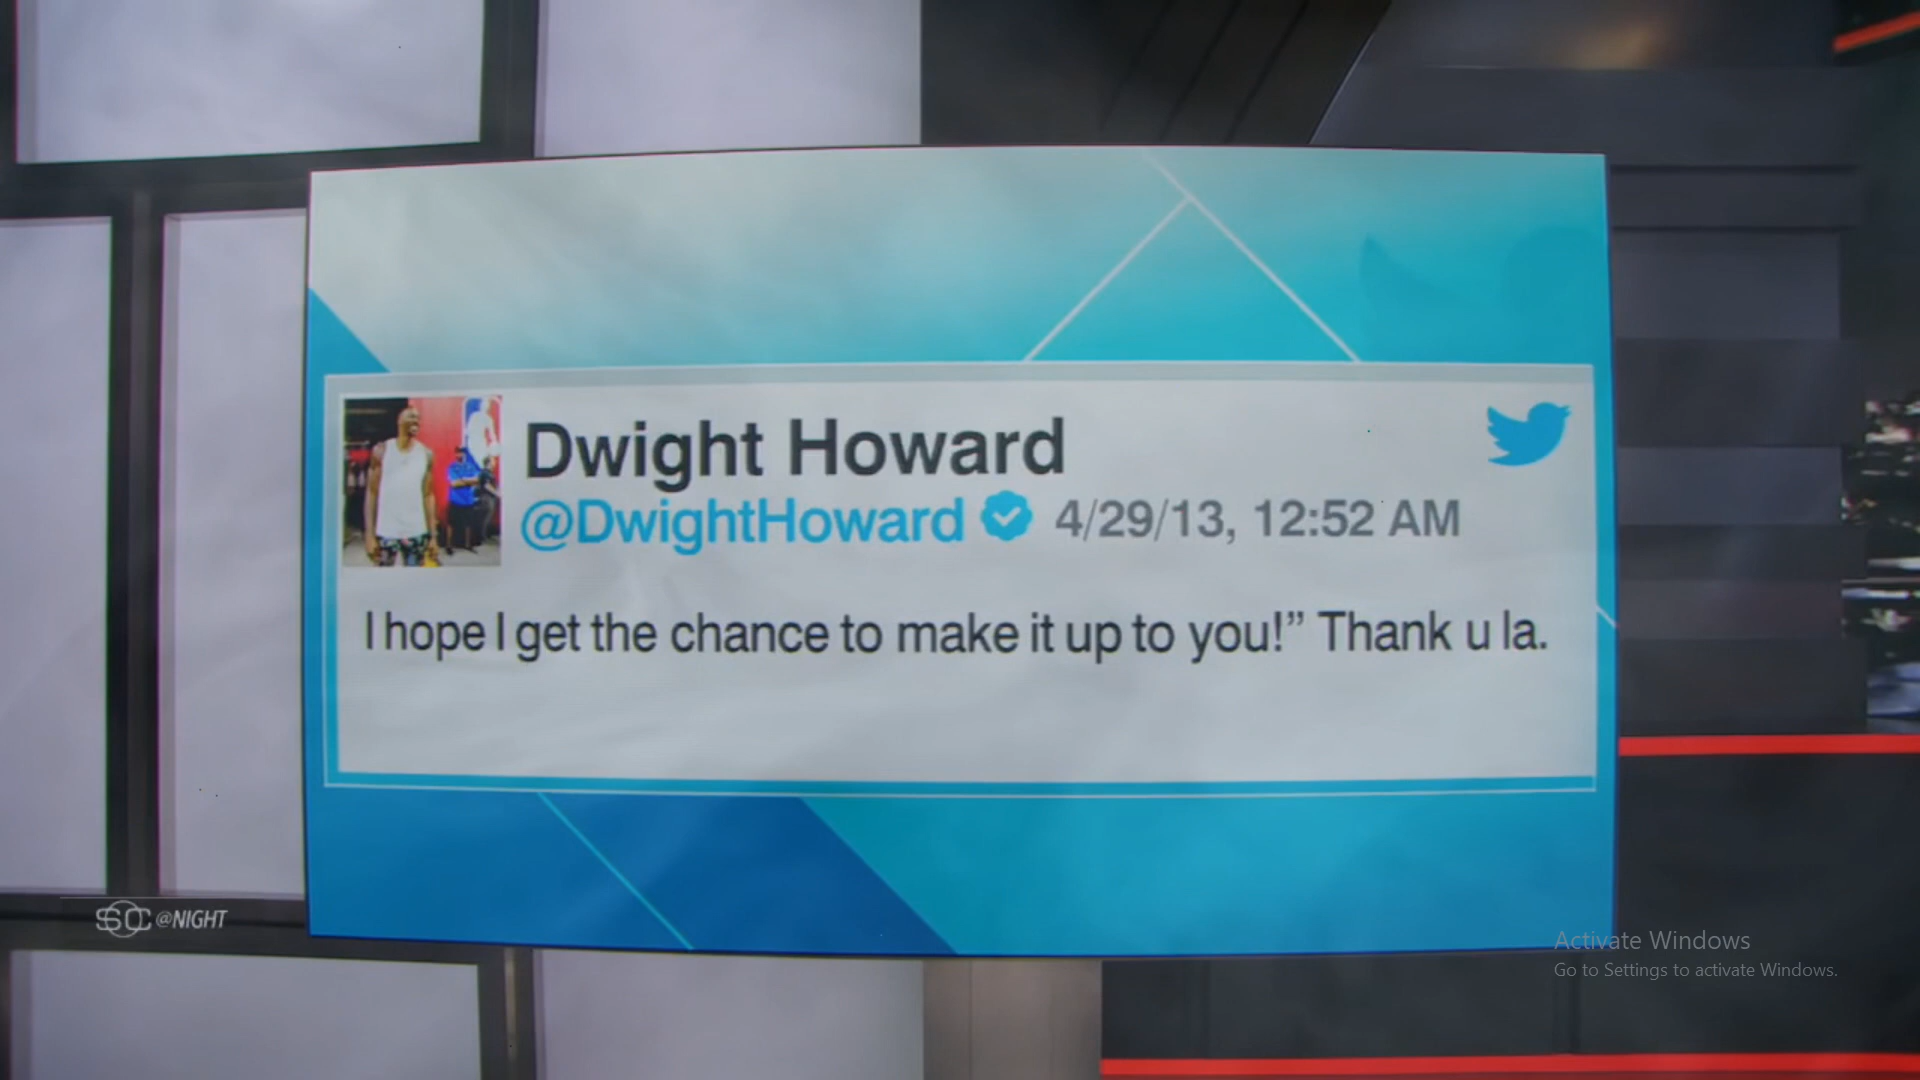 Dwight Howard
@DwightHoward 4/29/13, 12:52 AM
I hope I get the chance to make it up to you!” Thank u la.
SC @NIGHT
Activate Windows
Go to Settings to activate Windows.